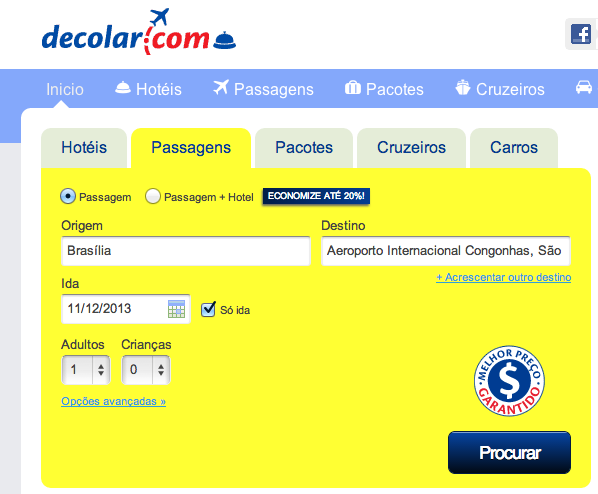 decolar.com
Inicio Hotéis Passagens Pacotes Cruzeiros
Hotéis Passagens Pacotes Cruzeiros Carros
Passagem Passagem + Hotel ECONOMIZE ATÉ 20%!
Origem Destino
Brasília Aeroporto Internacional Congonhas, São
+ Acrescentar outro destino
Ida
11/12/2013 Só ida
Adultos Crianças
1 0
Opções avançadas »
MELHOR PREÇO
$
GARANTIDO
Procurar